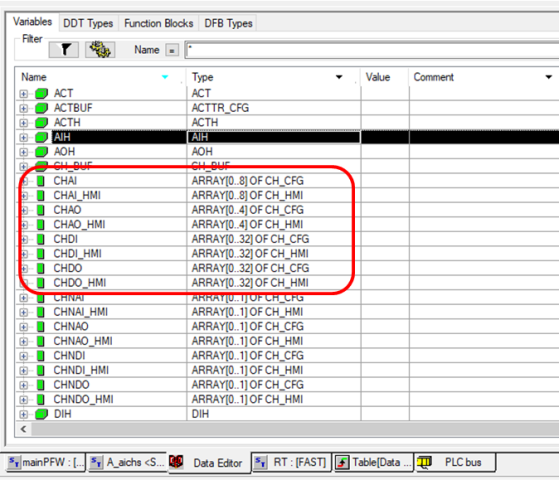 Variables DDT Types Function Blocks DFB Types
Filter
Name = *
Name Type Value Comment
ACT ACT
ACTBUF ACTTR_CFG
ACTH ACTH
AIH AIH
AOH AOH
CH_BUF CH_BUF
CHAI ARRAY[0..8] OF CH_CFG
CHAI_HMI ARRAY[0..8] OF CH_HMI
CHAO ARRAY[0..4] OF CH_CFG
CHAO_HMI ARRAY[0..4] OF CH_HMI
CHDI ARRAY[0..32] OF CH_CFG
CHDI_HMI ARRAY[0..32] OF CH_HMI
CHDO ARRAY[0..32] OF CH_CFG
CHDO_HMI ARRAY[0..32] OF CH_HMI
CHNAI ARRAY[0..1] OF CH_CFG
CHNAI_HMI ARRAY[0..1] OF CH_HMI
CHNAO ARRAY[0..1] OF CH_CFG
CHNAO_HMI ARRAY[0..1] OF CH_HMI
CHNDI ARRAY[0..1] OF CH_CFG
CHNDI_HMI ARRAY[0..1] OF CH_HMI
CHNDO ARRAY[0..1] OF CH_CFG
CHNDO_HMI ARRAY[0..1] OF CH_HMI
DIH DIH
mainPFW : [... A_aichs <S... Data Editor RT : [FAST] Table[Data ... PLC bus